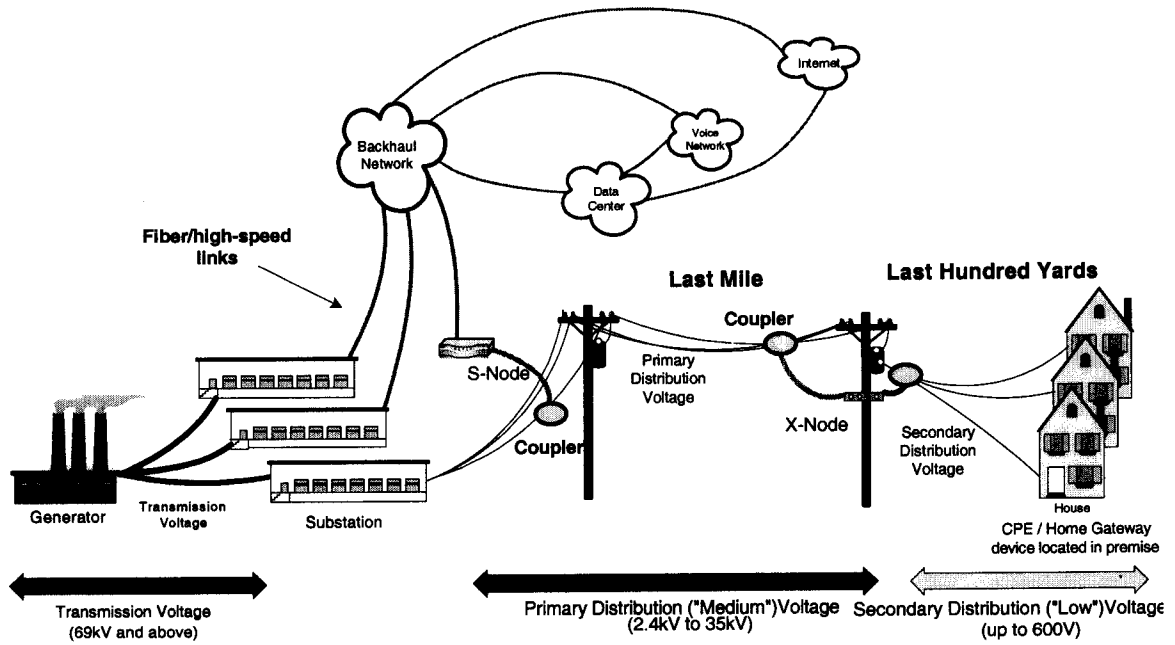 Internet
Backhaul
Network
Voice
Network
Data
Center
Fiber/high-speed
links
Last Mile
Last Hundred Yards
Coupler
S-Node
Primary
Distribution
Voltage
X-Node
Coupler
Secondary
Distribution
Voltage
Generator
Transmission
Voltage
Substation
House
CPE / Home Gateway
device located in premise
Transmission Voltage
(69kV and above)
Primary Distribution ("Medium")Voltage
(2.4kV to 35kV)
Secondary Distribution ("Low")Voltage
(up to 600V)